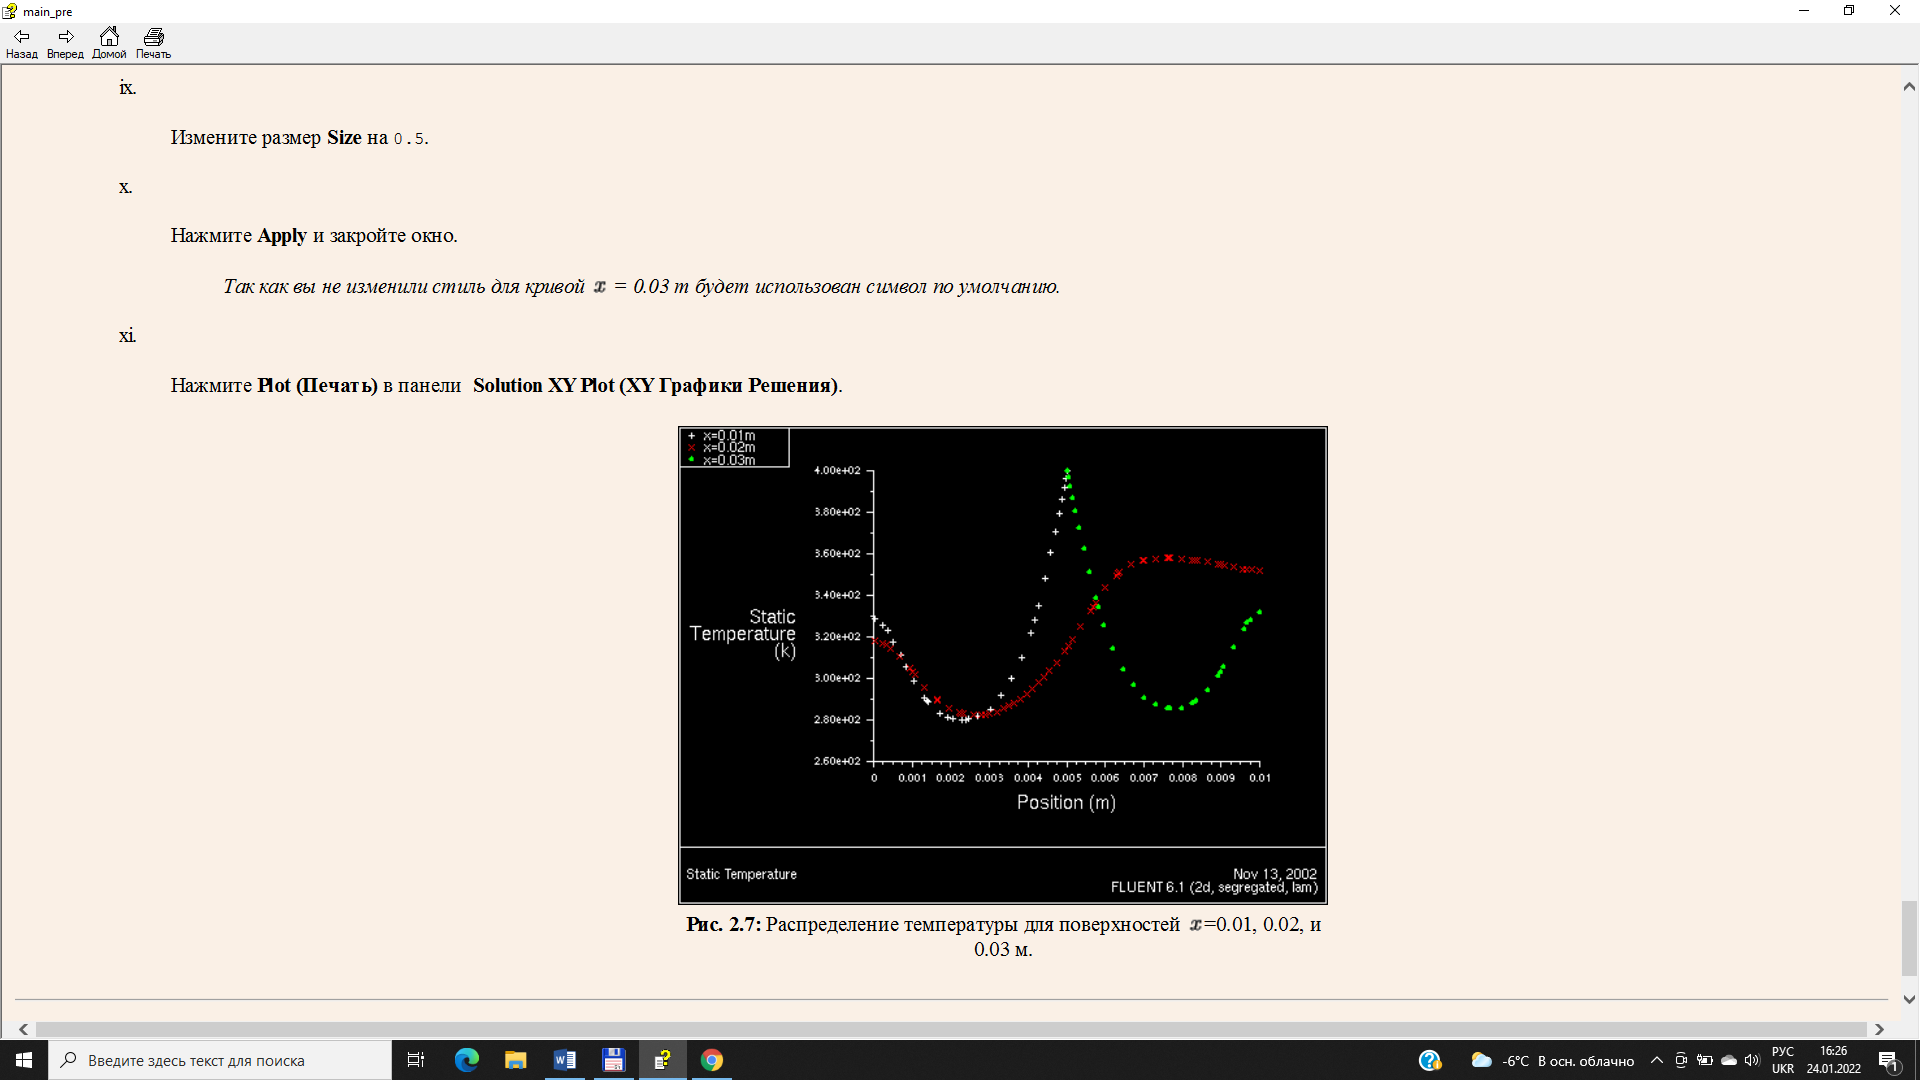 main_pre
Назад Вперед Домой Печать
ix.
Измените размер Size на 0.5.
x.
Нажмите Apply и закройте окно.
Так как вы не изменили стиль для кривой x = 0.03 m будет использован символ по умолчанию.
xi.
Нажмите Plot (Печать) в панели Solution XY Plot (XY Графики Решения).
x=0.01m
x=0.02m
x=0.03m
4.00e+02
3.80e+02
3.60e+02
3.40e+02
3.20e+02
3.00e+02
2.80e+02
2.60e+02
Static
Temperature
(k)
0 0.001 0.002 0.003 0.004 0.005 0.006 0.007 0.008 0.009 0.01
Position (m)
Static Temperature
Nov 13, 2002
FLUENT 6.1 (2d, segregated, lam)
Рис. 2.7: Распределение температуры для поверхностей x=0.01, 0.02, и
0.03 м.
Введите здесь текст для поиска
-6°C В осн. облачно
РУС
UKR
16:26
24.01.2022
1